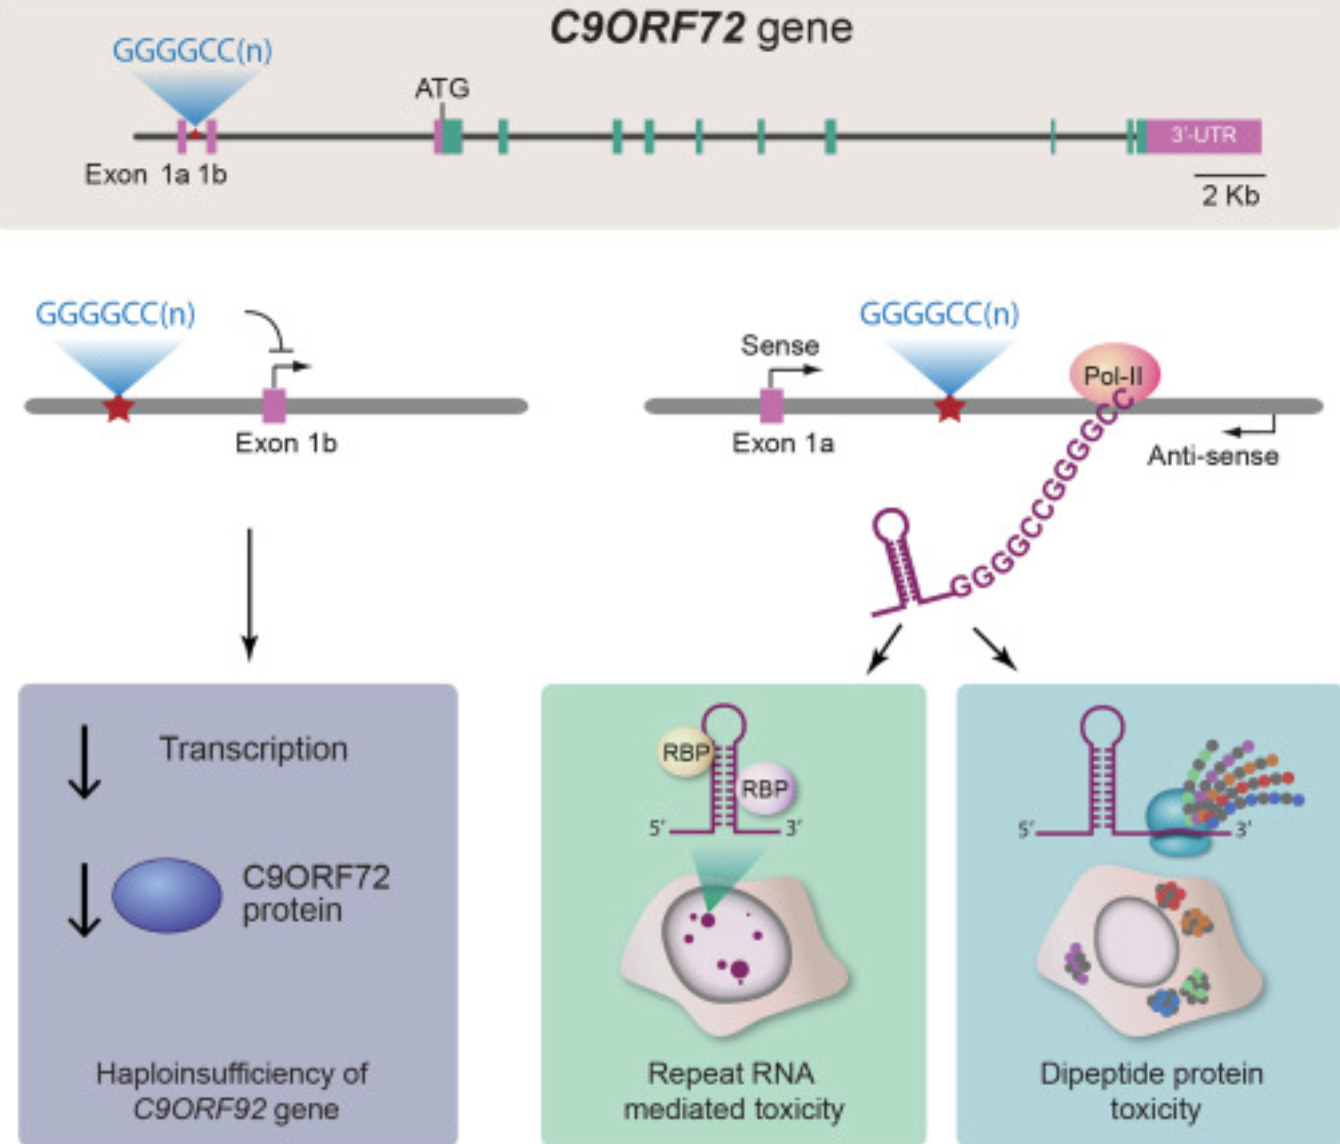 C9ORF72 gene
GGGGCC(n)
ATG
3'-UTR
Exon 1a 1b
2 Kb
GGGGCC(n)
Exon 1b
GGGGCC(n)
Sense
Pol-II
Exon 1a
Anti-sense
GGGGCCGGGGCC
Transcription
C9ORF72
protein
Haploinsufficiency of
C9ORF92 gene
RBP
RBP
5' 3'
Repeat RNA
mediated toxicity
5' 3'
Dipeptide protein
toxicity